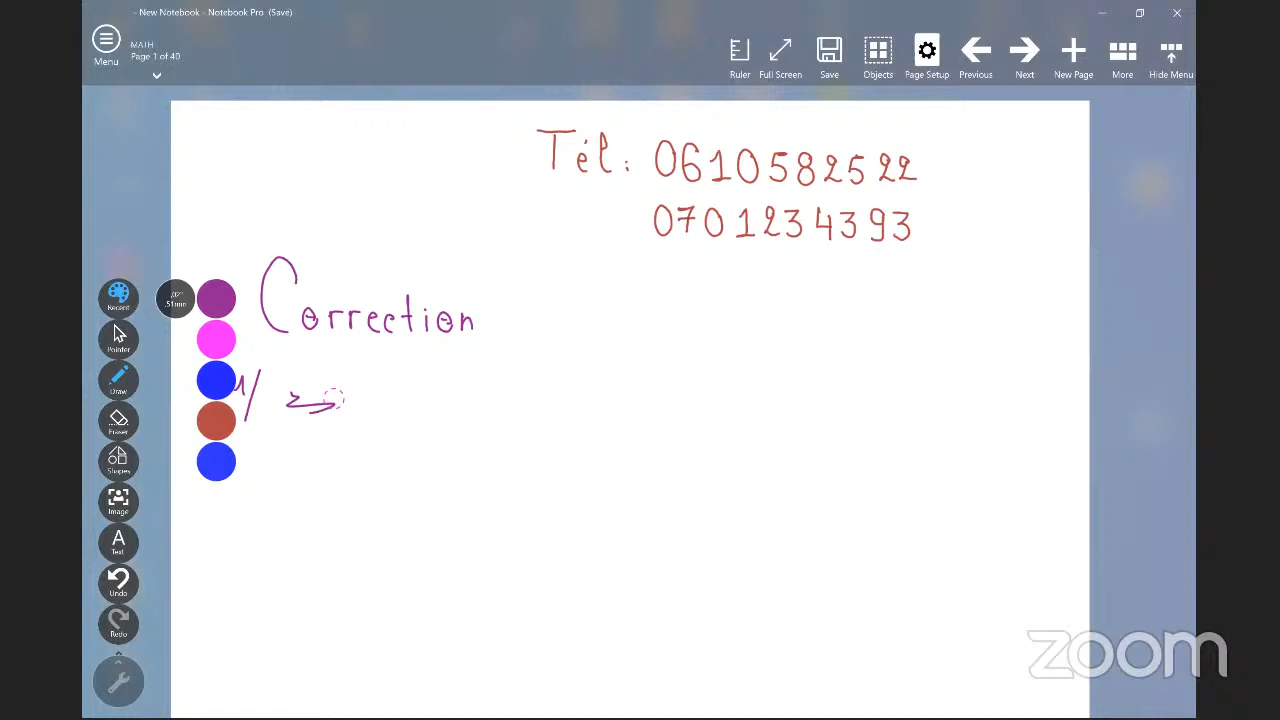 - New Notebook - Notebook Pro (Save)
Menu
MATH
Page 1 of 40
Ruler
Full Screen
Save
Objects
Page Setup
Previous
Next
New Page
More
Hide Menu
Tél: 0610582522
0701234393
Correction
1/
Recent
.02"
.51mm
Pointer
Draw
Eraser
Shapes
Image
A
Text
Undo
Redo
zoom